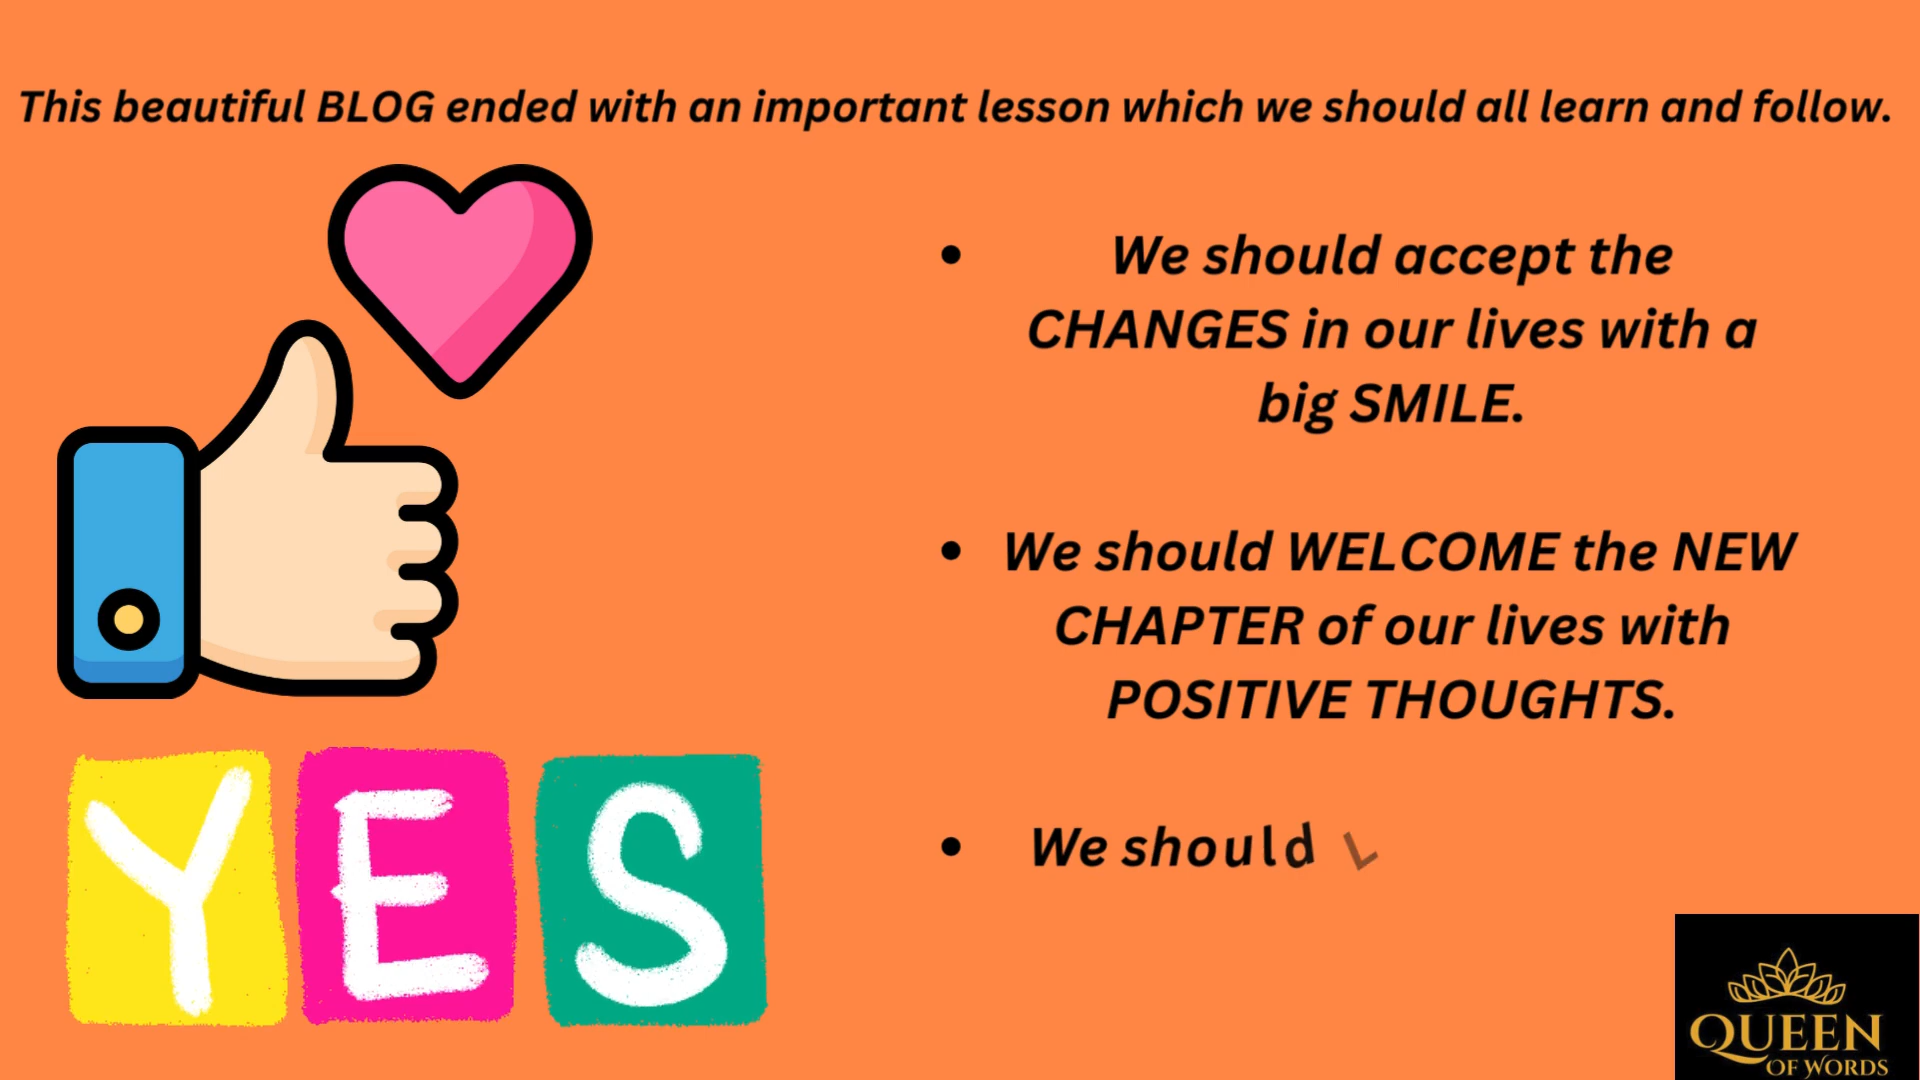 This beautiful BLOG ended with an important lesson which we should all learn and follow.
• We should accept the
CHANGES in our lives with a
big SMILE.
• We should WELCOME the NEW
CHAPTER of our lives with
POSITIVE THOUGHTS.
• We should L
YES
QUEEN
OF WORDS